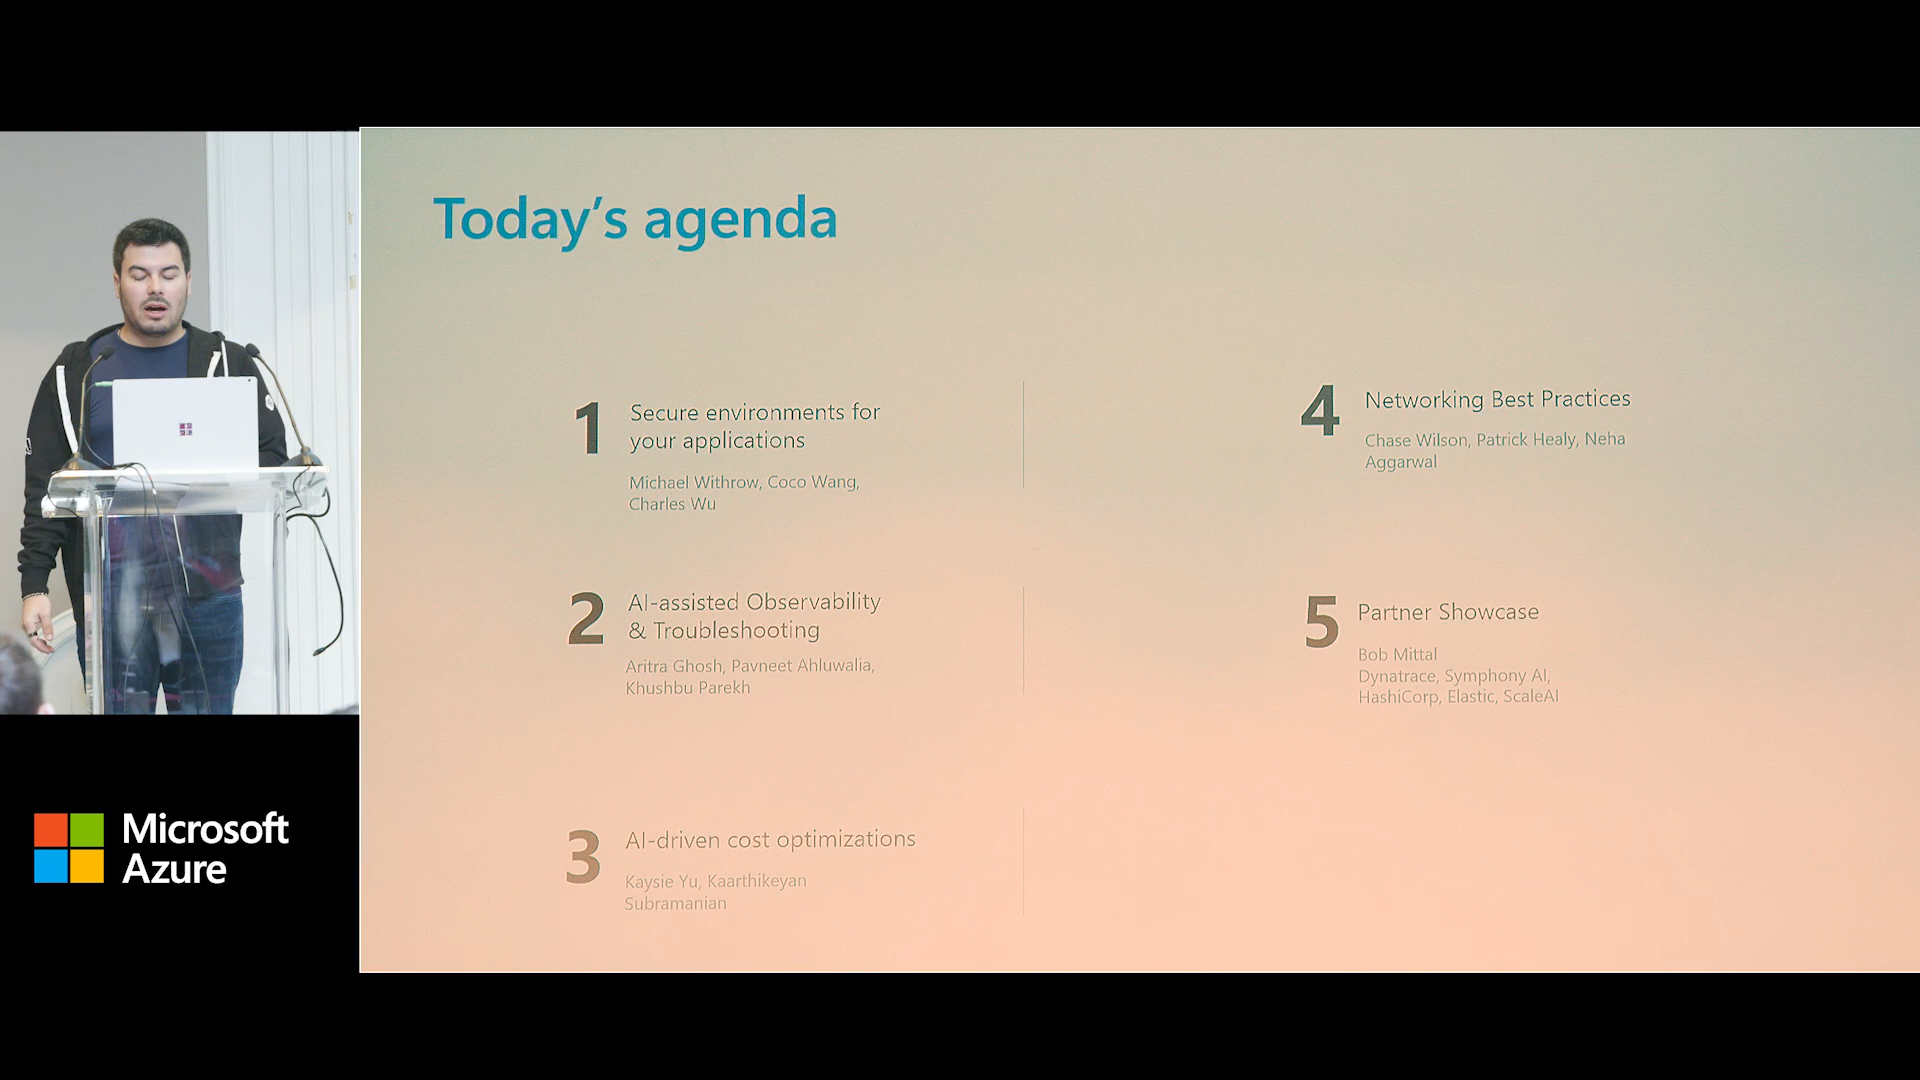 Today's agenda
1
Secure environments for
your applications
Michael Withrow, Coco Wang,
Charles Wu
2
AI-assisted Observability
& Troubleshooting
Aritra Ghosh, Pavneet Ahluwalia,
Khushbu Parekh
3
AI-driven cost optimizations
Kaysie Yu, Kaarthikeyan
Subramanian
4
Networking Best Practices
Chase Wilson, Patrick Healy, Neha
Aggarwal
5
Partner Showcase
Bob Mittal
Dynatrace, Symphony AI,
HashiCorp, Elastic, ScaleAI
Microsoft
Azure